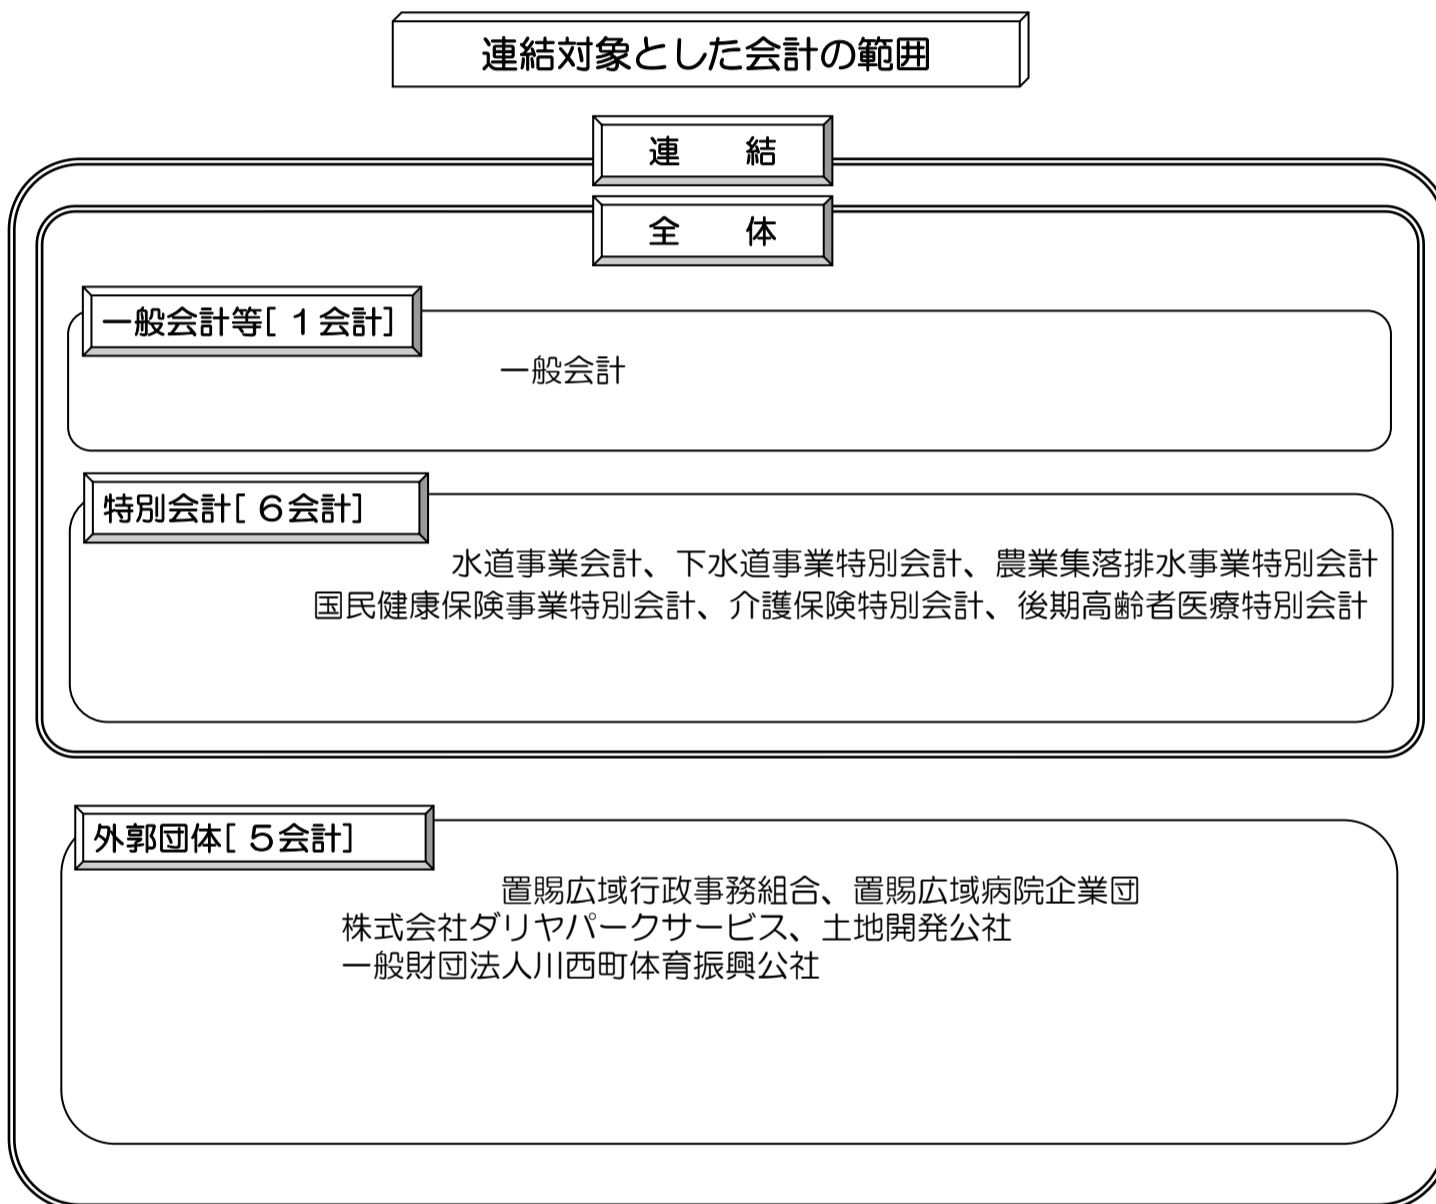 連結対象とした会計の範囲
連　結
全　体
一般会計等[ １会計]
一般会計
特別会計[ ６会計]
水道事業会計、下水道事業特別会計、農業集落排水事業特別会計
国民健康保険事業特別会計、介護保険特別会計、後期高齢者医療特別会計
外郭団体[ ５会計]
置賜広域行政事務組合、置賜広域病院企業団
株式会社ダリヤパークサービス、土地開発公社
一般財団法人川西町体育振興公社